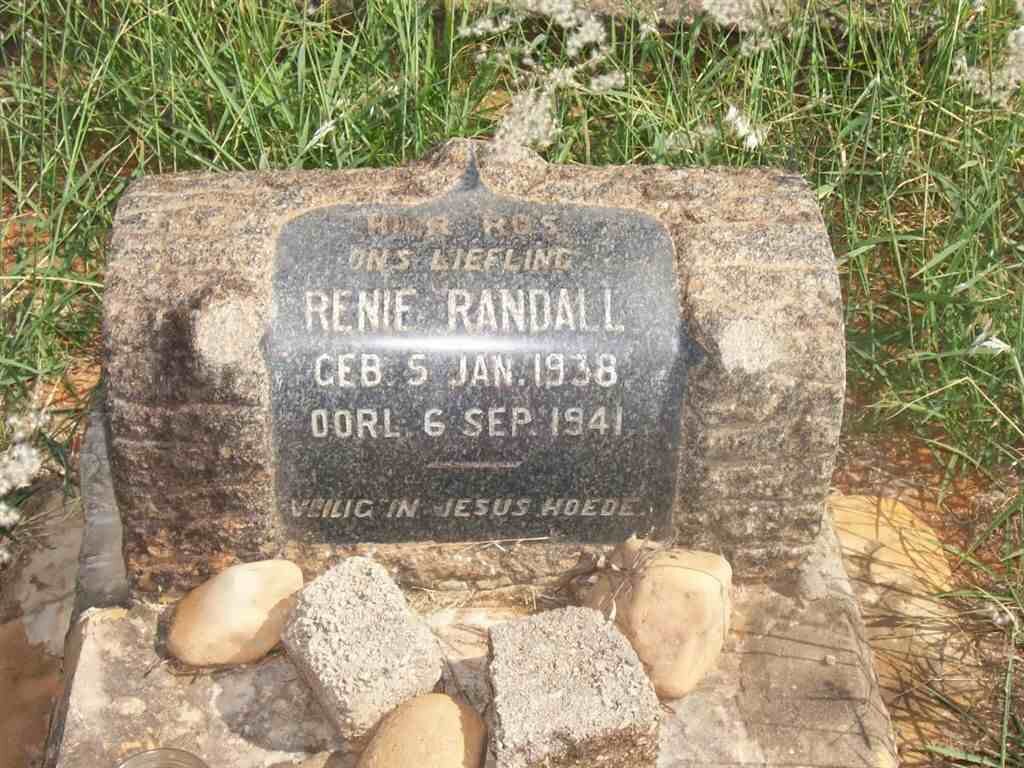 HIER RUS
ONS LIEFLING
RENIE RANDALL
GEB. 5 JAN. 1938
OORL. 6 SEP. 1941.
VEILIG IN JESUS HOEDE.